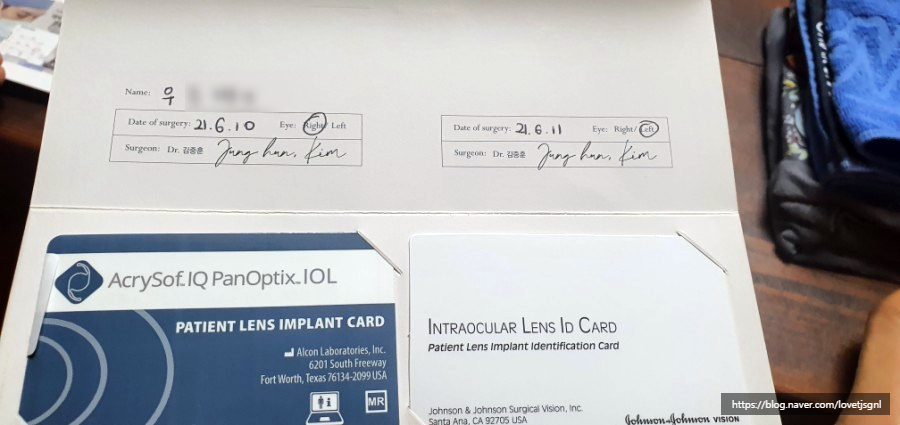 Name: 우
Date of surgery: 21.6.10 Eye: Right/ Left
Surgeon: Dr. 김중훈 Jung hun, Kim
Date of surgery: 21.6.11 Eye: Right/ Left
Surgeon: Dr. 김중훈 Jung hun, Kim
AcrySof IQ PanOptix IOL
PATIENT LENS IMPLANT CARD
Alcon Laboratories, Inc.
6201 South Freeway
Fort Worth, Texas 76134-2099 USA
MR
INTRAOCULAR LENS ID CARD
Patient Lens Implant Identification Card
Johnson & Johnson Surgical Vision, Inc.
Santa Ana, CA 92705 USA
Johnson & Johnson VISION
https://blog.naver.com/lovetjsgnl